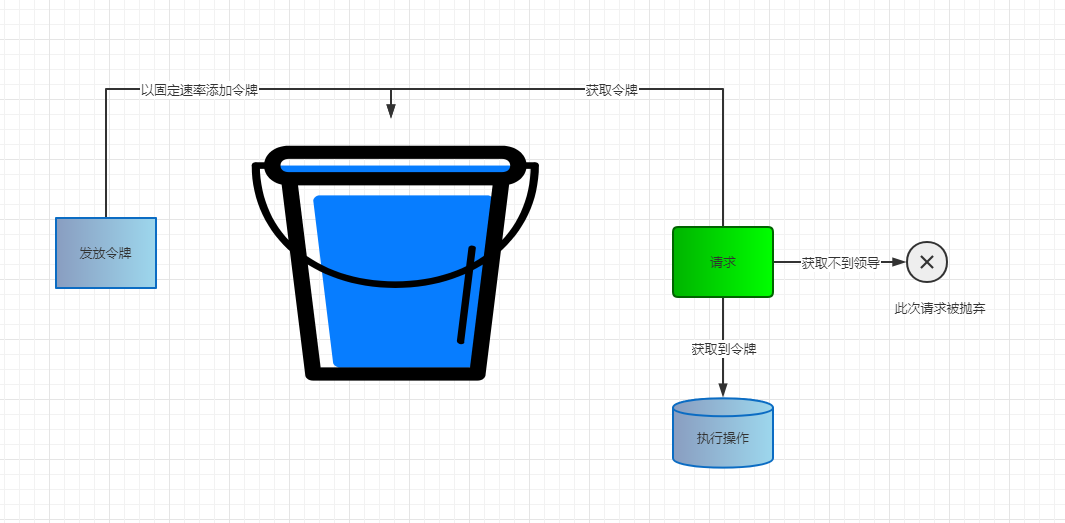 以固定速率添加令牌
获取令牌
发放令牌
请求
获取不到领导
此次请求被抛弃
获取到令牌
执行操作